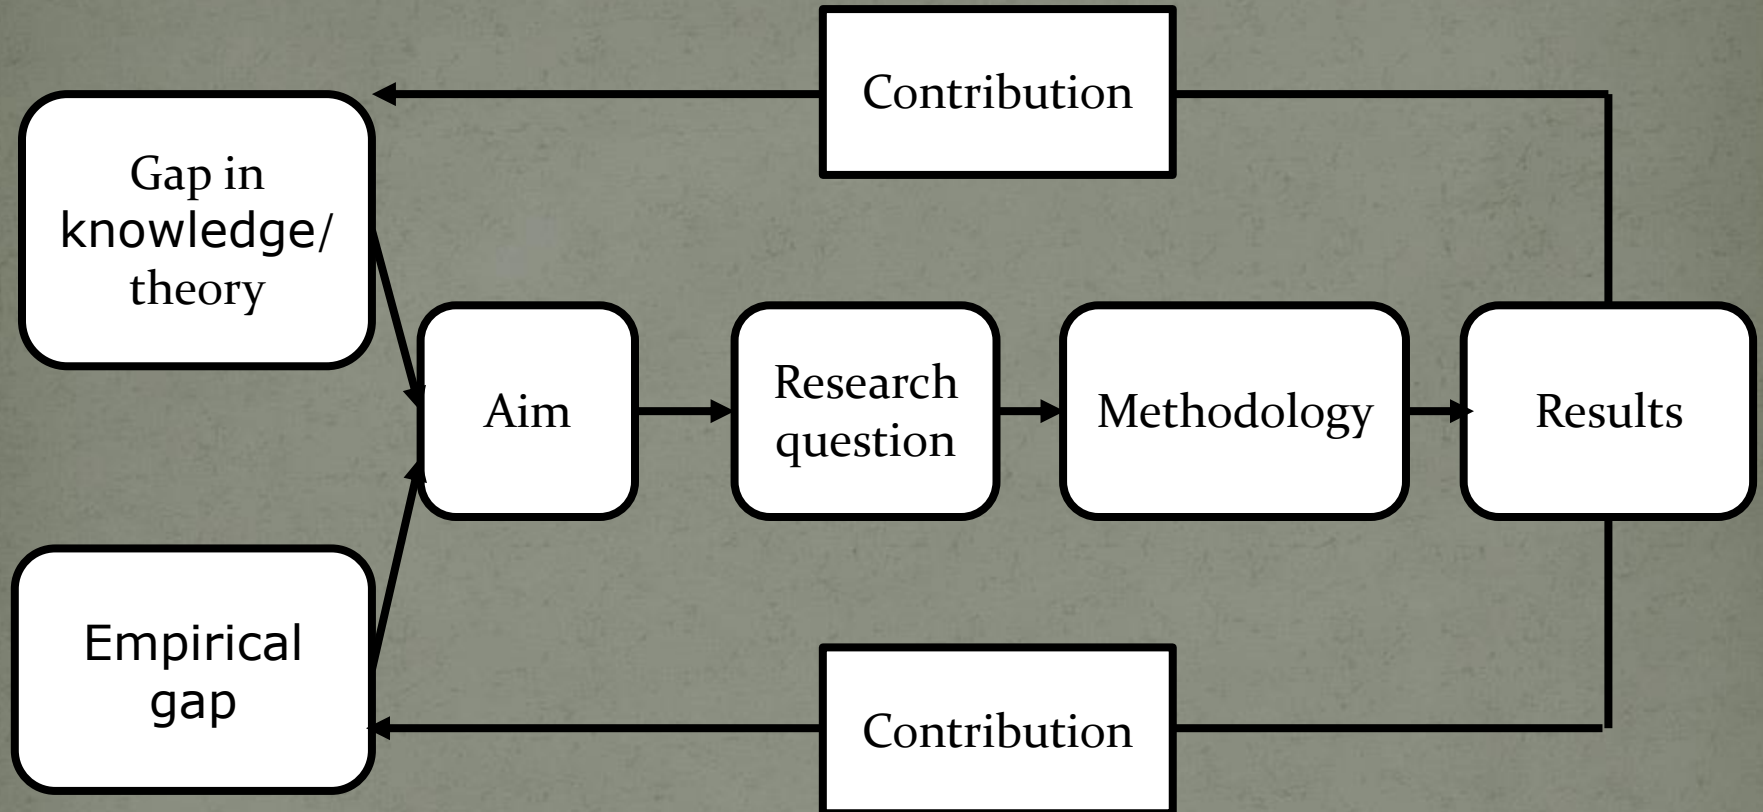 Contribution
Gap in
knowledge/
theory
Aim
Research
question
Methodology
Results
Empirical
gap
Contribution